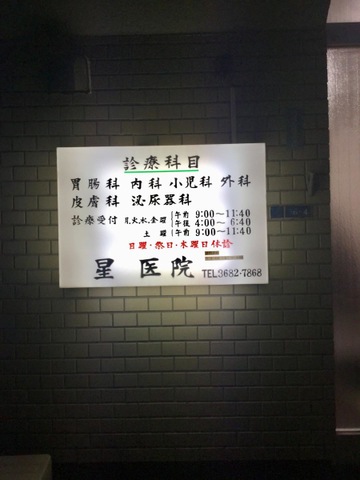 診療科目
胃腸科 内科 小児科 外科
皮膚科 泌尿器科
診療受付 月,火,水,金曜 午前 9:00〜11:40
午後 4:00〜6:40
土曜 午前 9:00〜11:40
日曜・祭日・木曜日休診
星 医院 TEL3682-7868